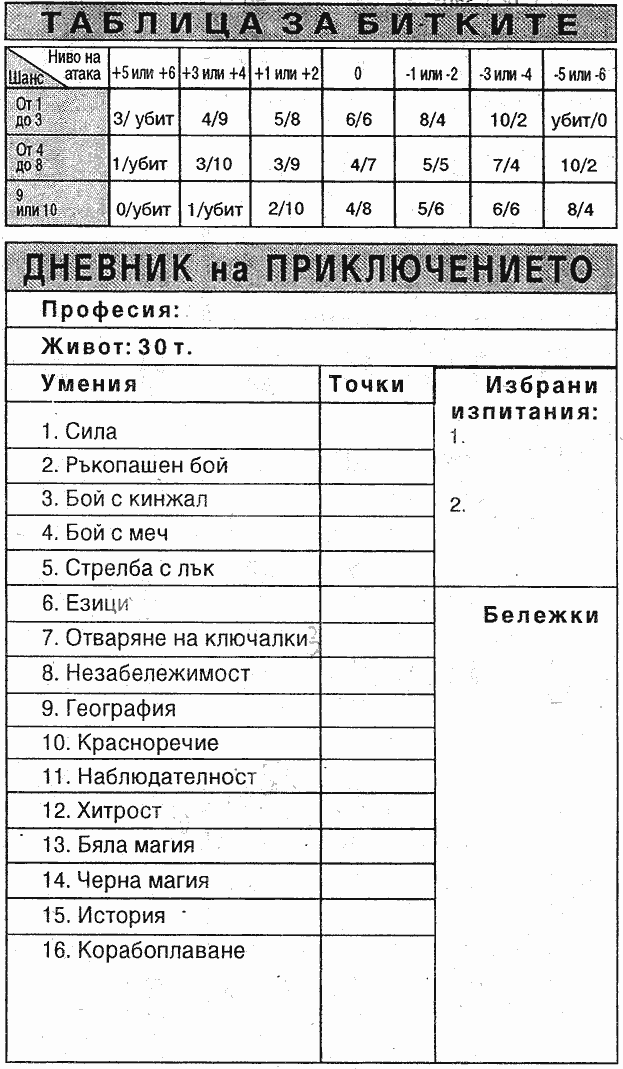 ТАБЛИЦА ЗА БИТКИТЕ
Ниво на атака +5 или +6 +3 или +4 +1 или +2 0 -1 или -2 -3 или -4 -5 или -6
Шанс
От 1 до 3 3/ убит 4/9 5/8 6/6 8/4 10/2 убит/0
От 4 до 8 1/убит 3/10 3/9 4/7 5/5 7/4 10/2
9 или 10 0/убит 1/убит 2/10 4/8 5/6 6/6 8/4
ДНЕВНИК на ПРИКЛЮЧЕНИЕТО
Професия:
Живот: 30 т.
Умения Точки
1. Сила
2. Ръкопашен бой
3. Бой с кинжал
4. Бой с меч
5. Стрелба с лък
6. Езици
7. Отваряне на ключалки
8. Незабележимост
9. География
10. Красноречие
11. Наблюдателност
12. Хитрост
13. Бяла магия
14. Черна магия
15. История
16. Корабоплаване
Избрани
изпитания:
1.
2.
Бележки